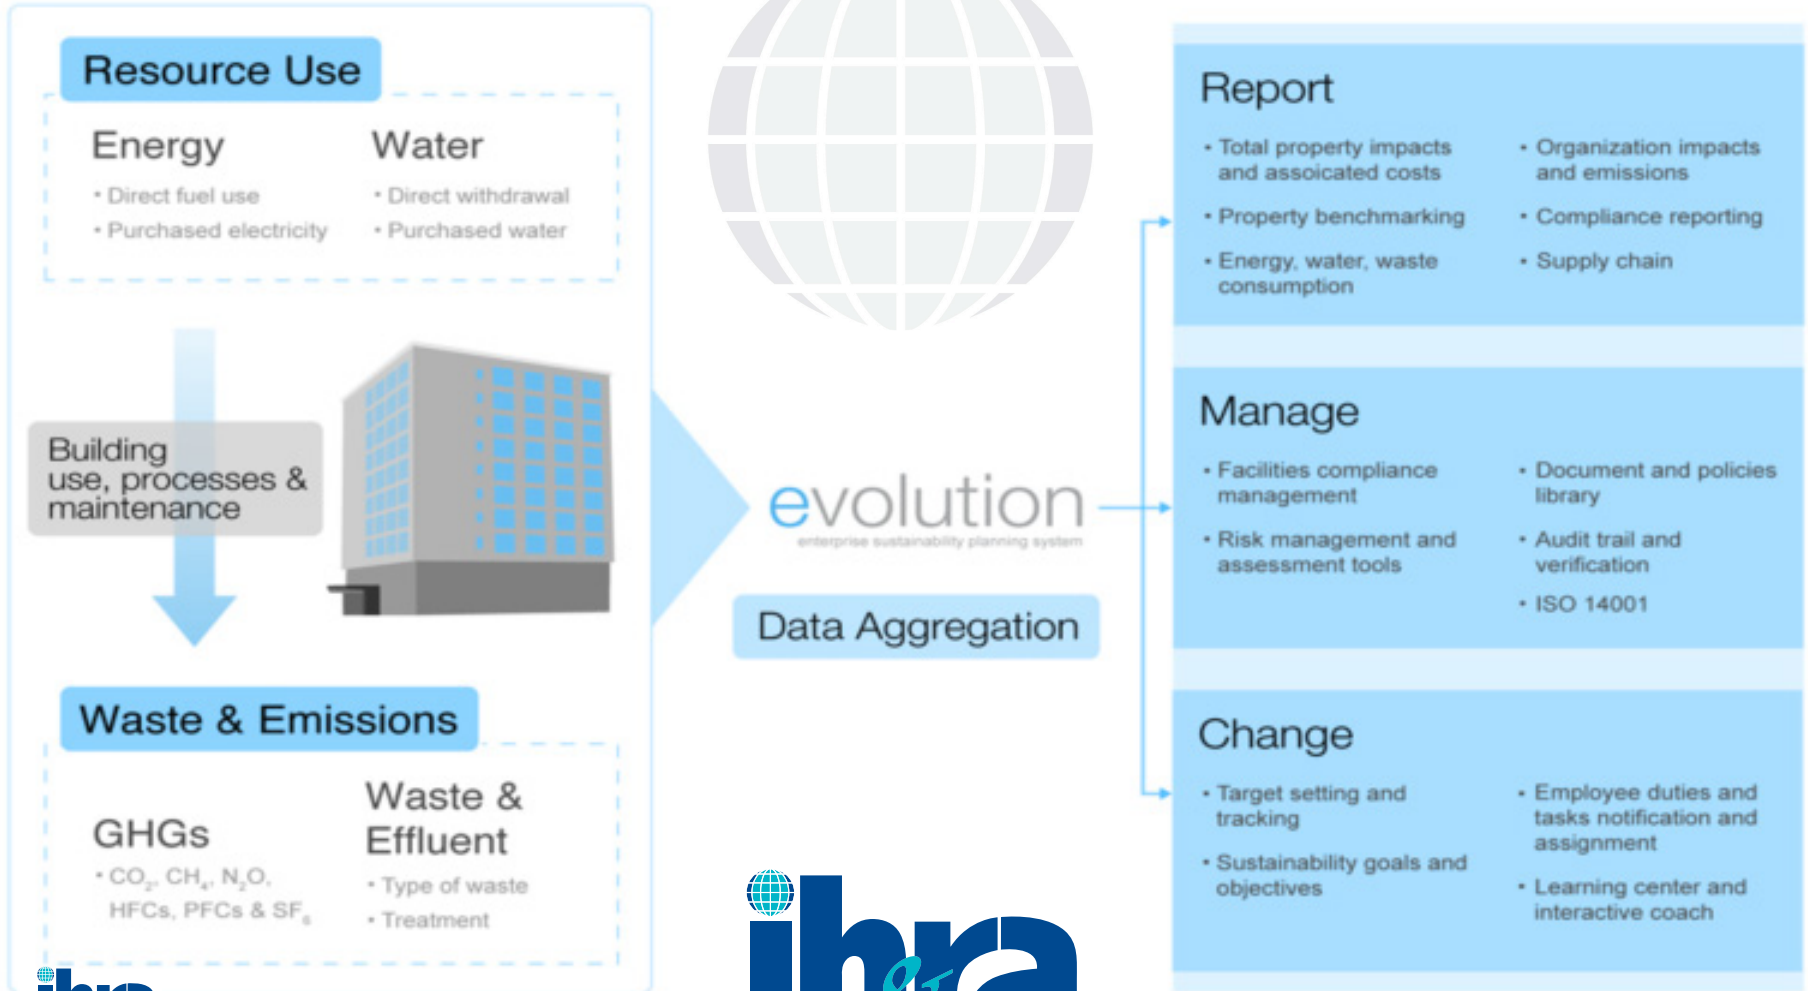 Resource Use
Energy
• Direct fuel use
• Purchased electricity
Water
• Direct withdrawal
• Purchased water
Building
use, processes &
maintenance
Waste & Emissions
GHGs
• CO₂, CH₄, N₂O,
HFCs, PFCs & SF₆
Waste &
Effluent
• Type of waste
• Treatment
evolution
enterprise sustainability planning system
Data Aggregation
Report
• Total property impacts
and assoicated costs
• Property benchmarking
• Energy, water, waste
consumption
• Organization impacts
and emissions
• Compliance reporting
• Supply chain
Manage
• Facilities compliance
management
• Risk management and
assessment tools
• Document and policies
library
• Audit trail and
verification
• ISO 14001
Change
• Target setting and
tracking
• Sustainability goals and
objectives
• Employee duties and
tasks notification and
assignment
• Learning center and
interactive coach
ih&ra
ihra